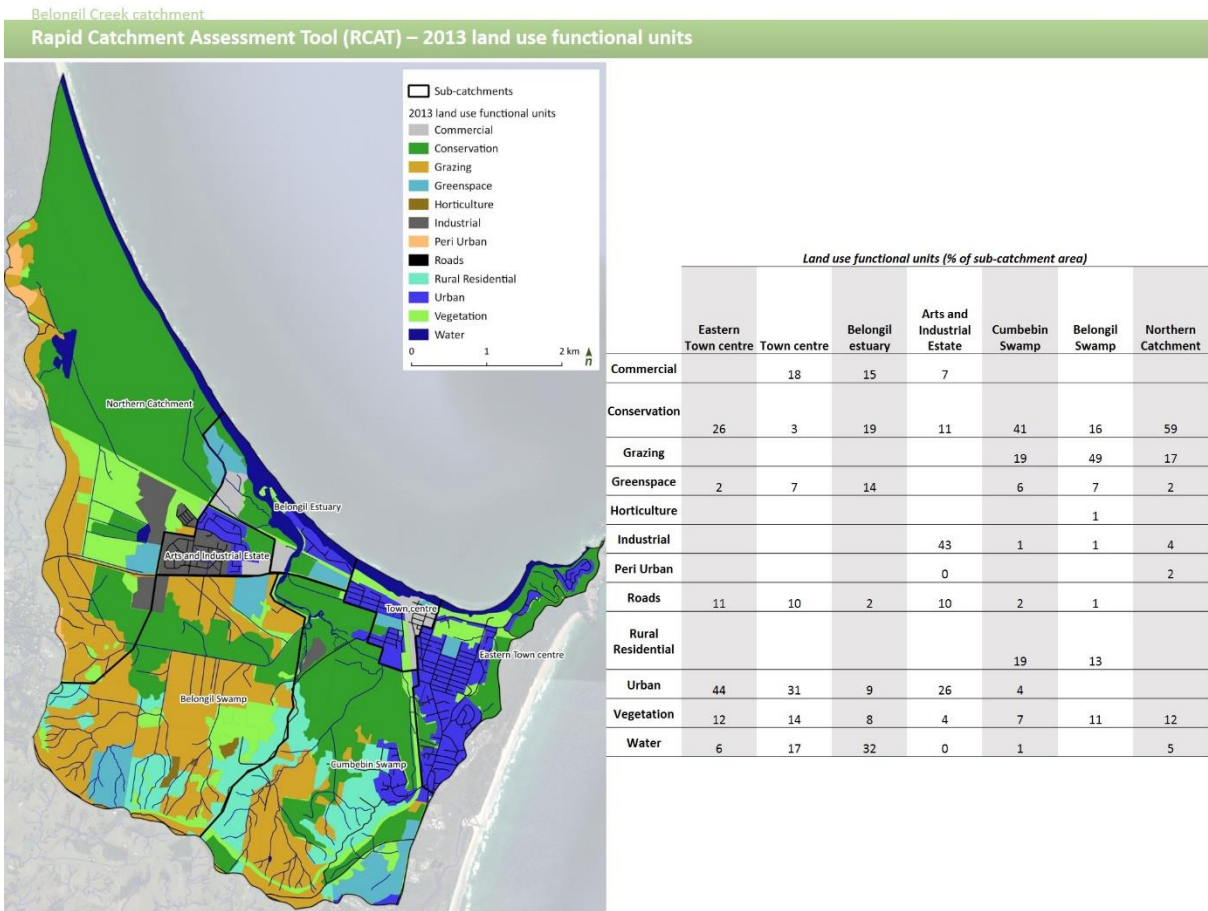 Belongil Creek catchment
Rapid Catchment Assessment Tool (RCAT) – 2013 land use functional units
Sub-catchments
2013 land use functional units
Commercial
Conservation
Grazing
Greenspace
Horticulture
Industrial
Peri Urban
Roads
Rural Residential
Urban
Vegetation
Water
0 1 2 km
n
Northern Catchment
Belongil Estuary
Arts and Industrial Estate
Town centre
Eastern Town centre
Belongil Swamp
Cumbebin Swamp
Land use functional units (% of sub-catchment area)
Eastern Town centre Town centre Belongil estuary Arts and Industrial Estate Cumbebin Swamp Belongil Swamp Northern Catchment
Commercial 18 15 7
Conservation 26 3 19 11 41 16 59
Grazing 19 49 17
Greenspace 2 7 14 6 7 2
Horticulture 1
Industrial 43 1 1 4
Peri Urban 0 2
Roads 11 10 2 10 2 1
Rural Residential 19 13
Urban 44 31 9 26 4
Vegetation 12 14 8 4 7 11 12
Water 6 17 32 0 1 5